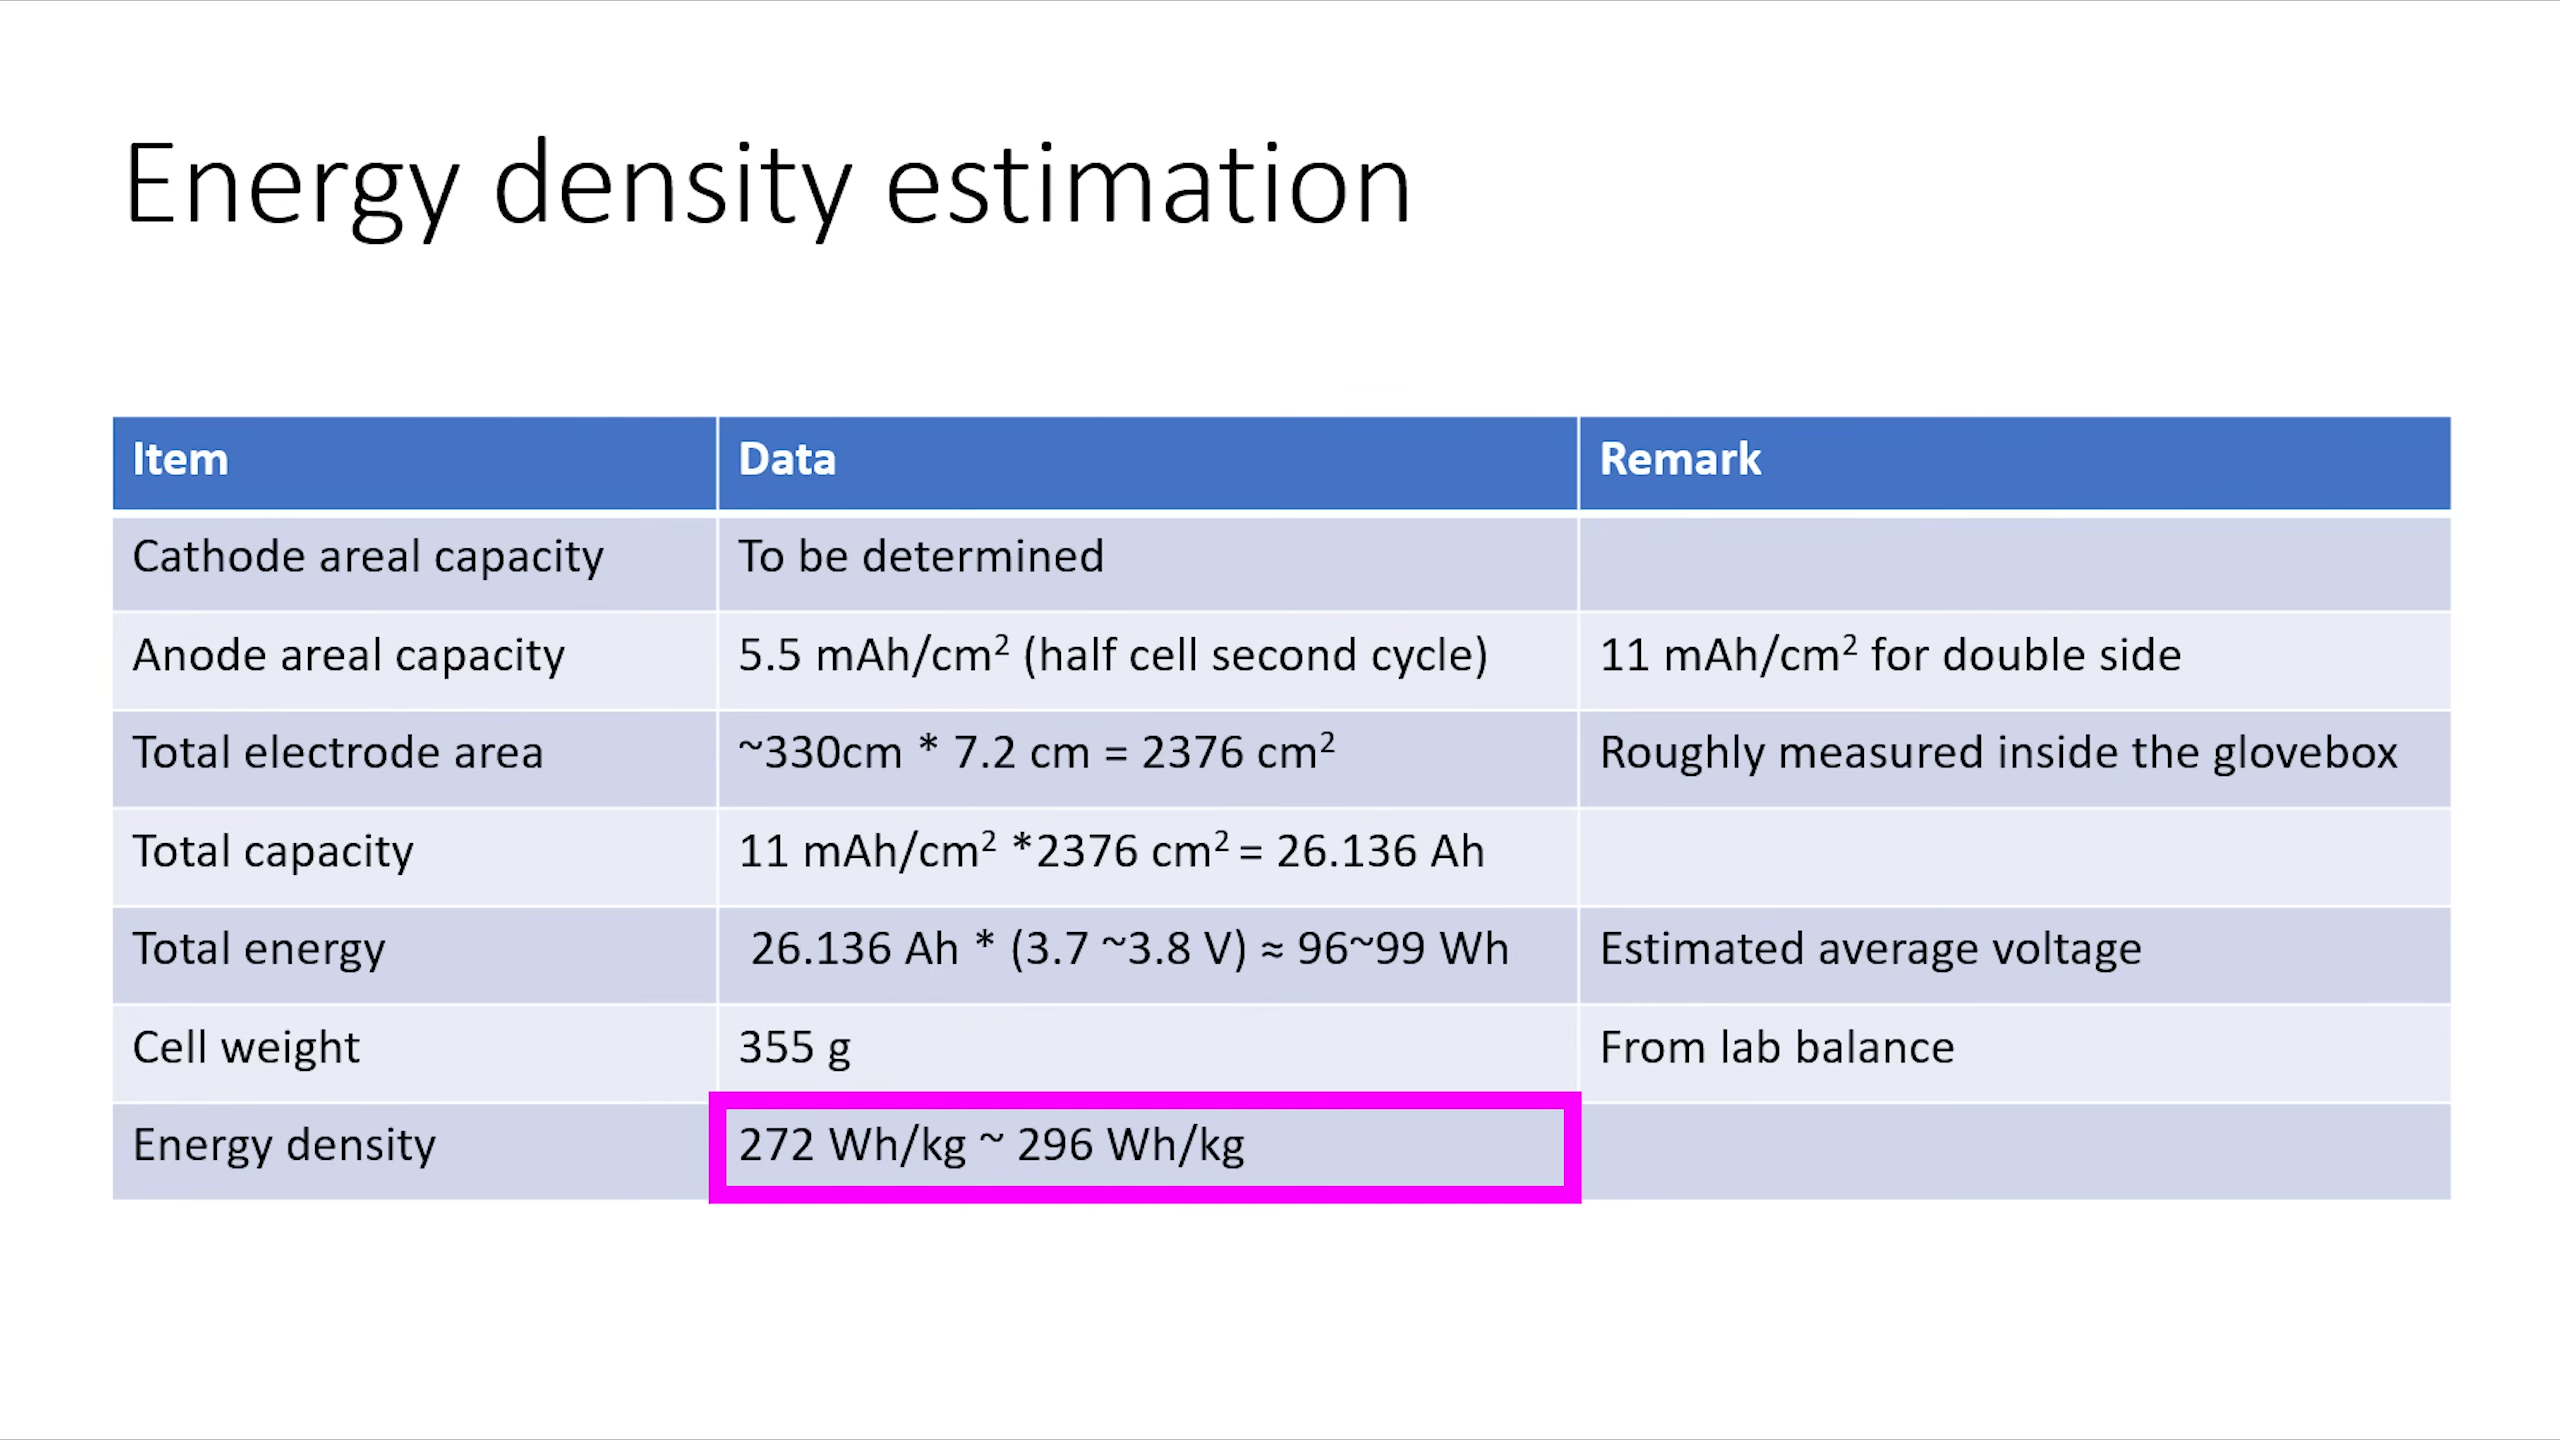 Energy density estimation
Item Data Remark
Cathode areal capacity To be determined
Anode areal capacity 5.5 mAh/cm² (half cell second cycle) 11 mAh/cm² for double side
Total electrode area ~330cm * 7.2 cm = 2376 cm² Roughly measured inside the glovebox
Total capacity 11 mAh/cm² *2376 cm² = 26.136 Ah
Total energy 26.136 Ah * (3.7 ~3.8 V) ≈ 96~99 Wh Estimated average voltage
Cell weight 355 g From lab balance
Energy density 272 Wh/kg ~ 296 Wh/kg